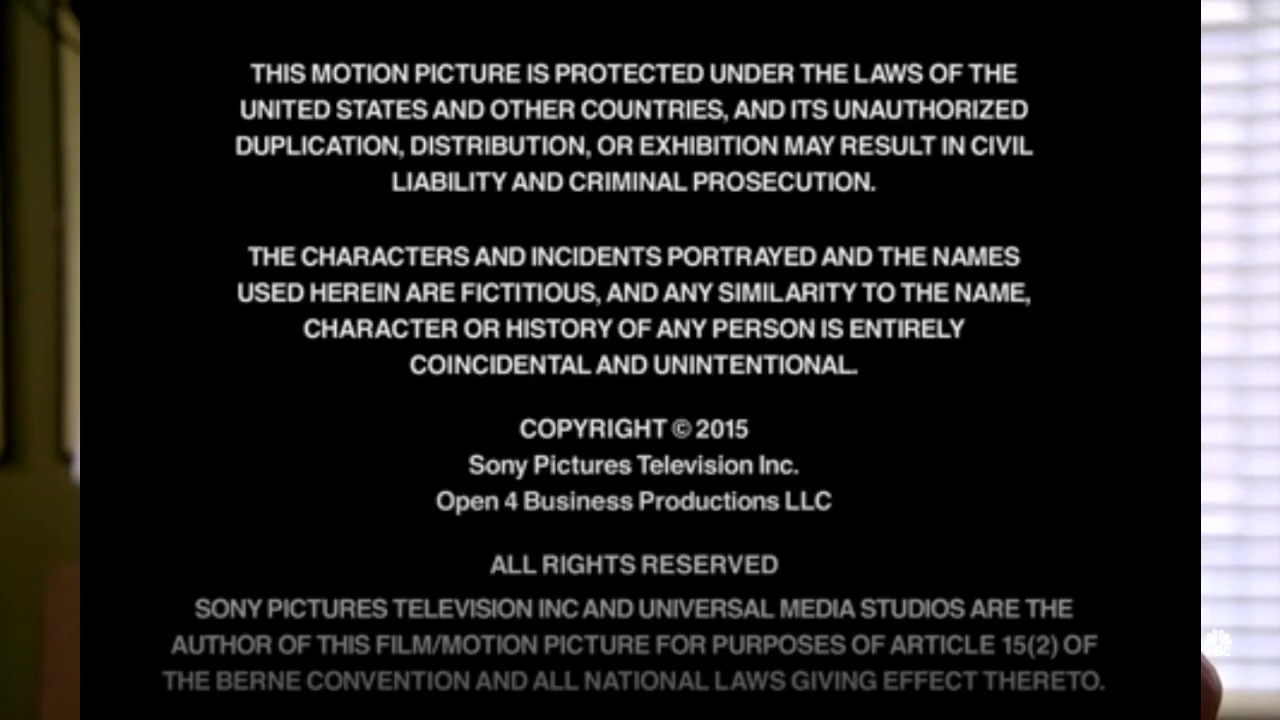 THIS MOTION PICTURE IS PROTECTED UNDER THE LAWS OF THE
UNITED STATES AND OTHER COUNTRIES, AND ITS UNAUTHORIZED
DUPLICATION, DISTRIBUTION, OR EXHIBITION MAY RESULT IN CIVIL
LIABILITY AND CRIMINAL PROSECUTION.
THE CHARACTERS AND INCIDENTS PORTRAYED AND THE NAMES
USED HEREIN ARE FICTITIOUS, AND ANY SIMILARITY TO THE NAME,
CHARACTER OR HISTORY OF ANY PERSON IS ENTIRELY
COINCIDENTAL AND UNINTENTIONAL.
COPYRIGHT © 2015
Sony Pictures Television Inc.
Open 4 Business Productions LLC
ALL RIGHTS RESERVED
SONY PICTURES TELEVISION INC AND UNIVERSAL MEDIA STUDIOS ARE THE
AUTHOR OF THIS FILM/MOTION PICTURE FOR PURPOSES OF ARTICLE 15(2) OF
THE BERNE CONVENTION AND ALL NATIONAL LAWS GIVING EFFECT THERETO.